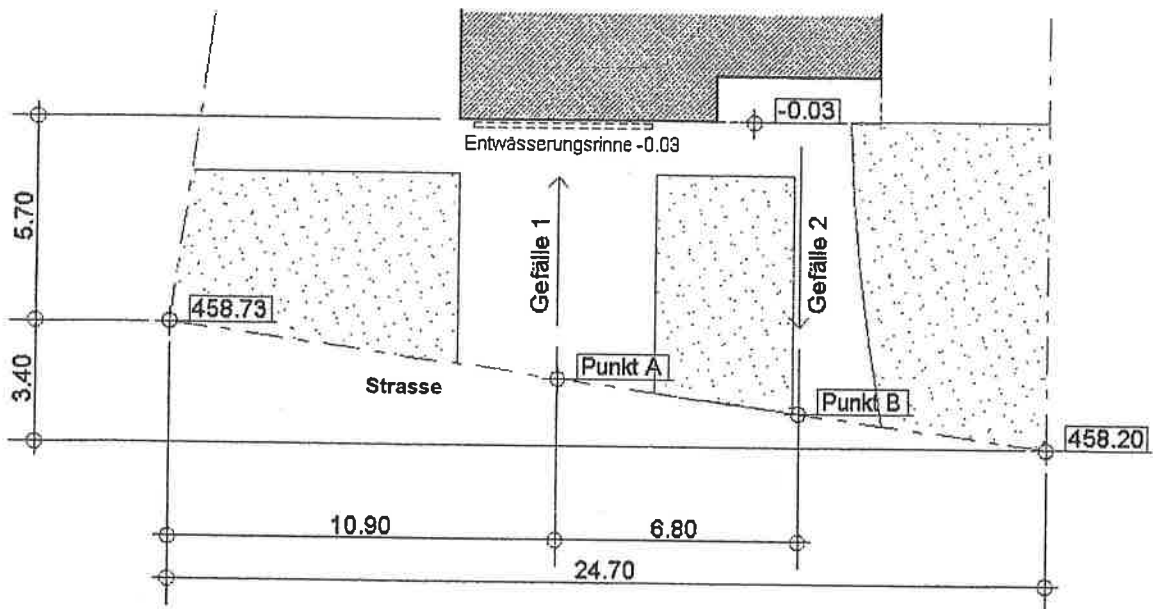 -0.03
Entwässerungsrinne -0.03
5.70
Gefälle 1
Gefälle 2
458.73
3.40
Strasse
Punkt A
Punkt B
458.20
10.90
6.80
24.70